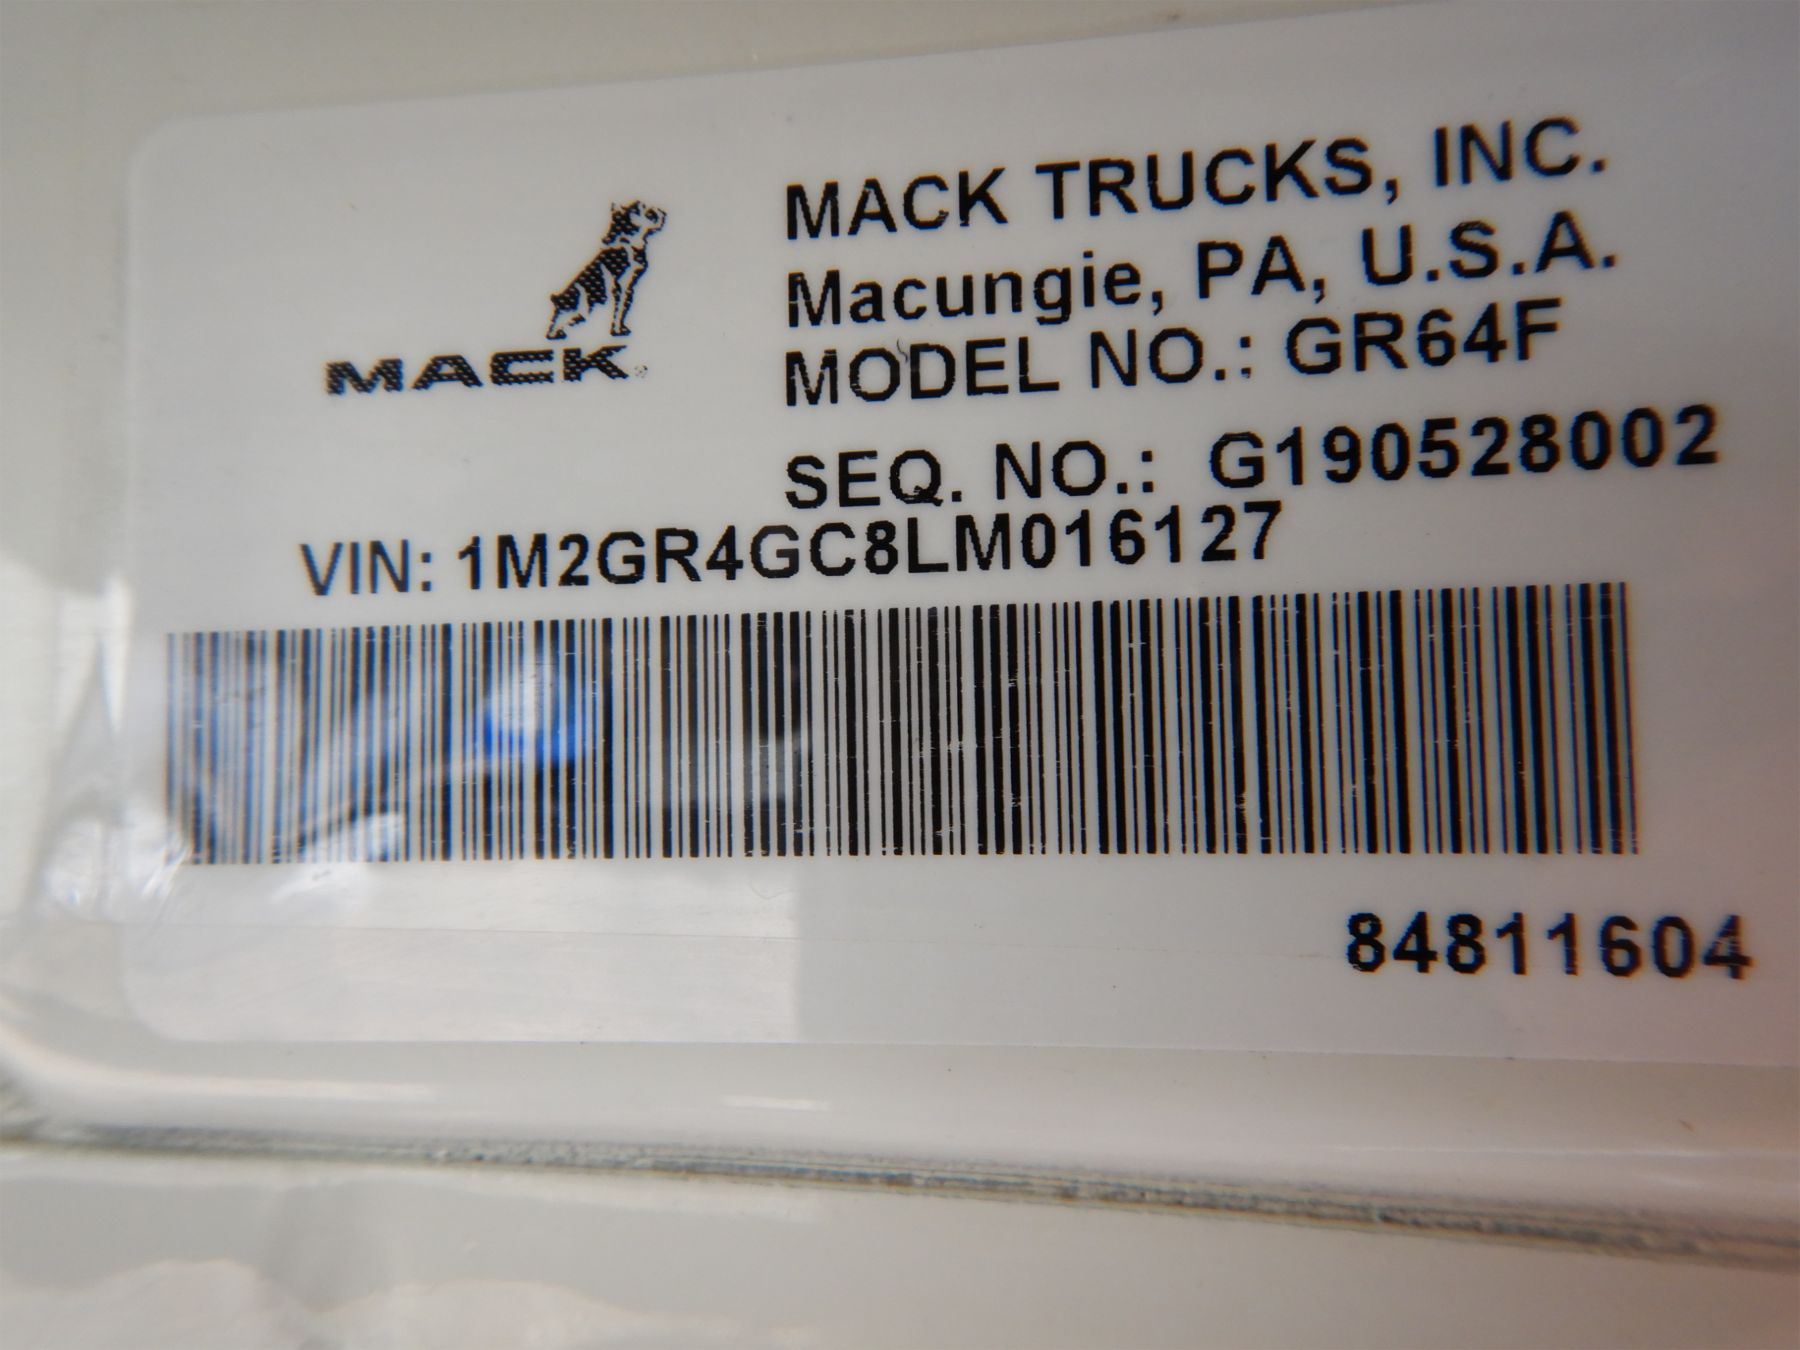 MACK TRUCKS, INC.
Macungie, PA, U.S.A.
MACK®
MODEL NO.: GR64F
SEQ. NO.: G190528002
VIN: 1M2GR4GC8LM016127
84811604